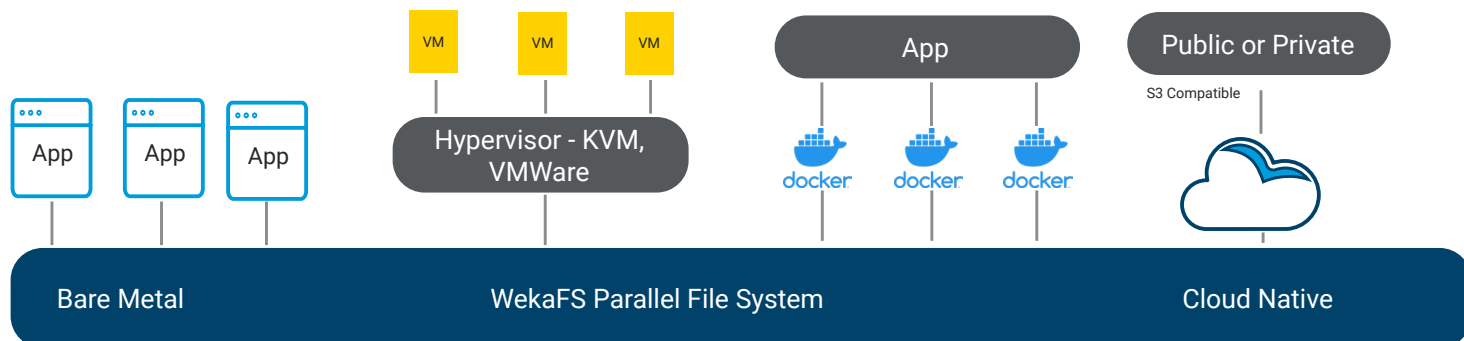 VM
VM
VM
App
Public or Private
S3 Compatible
App
App
App
Hypervisor - KVM,
VMWare
docker
docker
docker
Bare Metal
WekaFS Parallel File System
Cloud Native